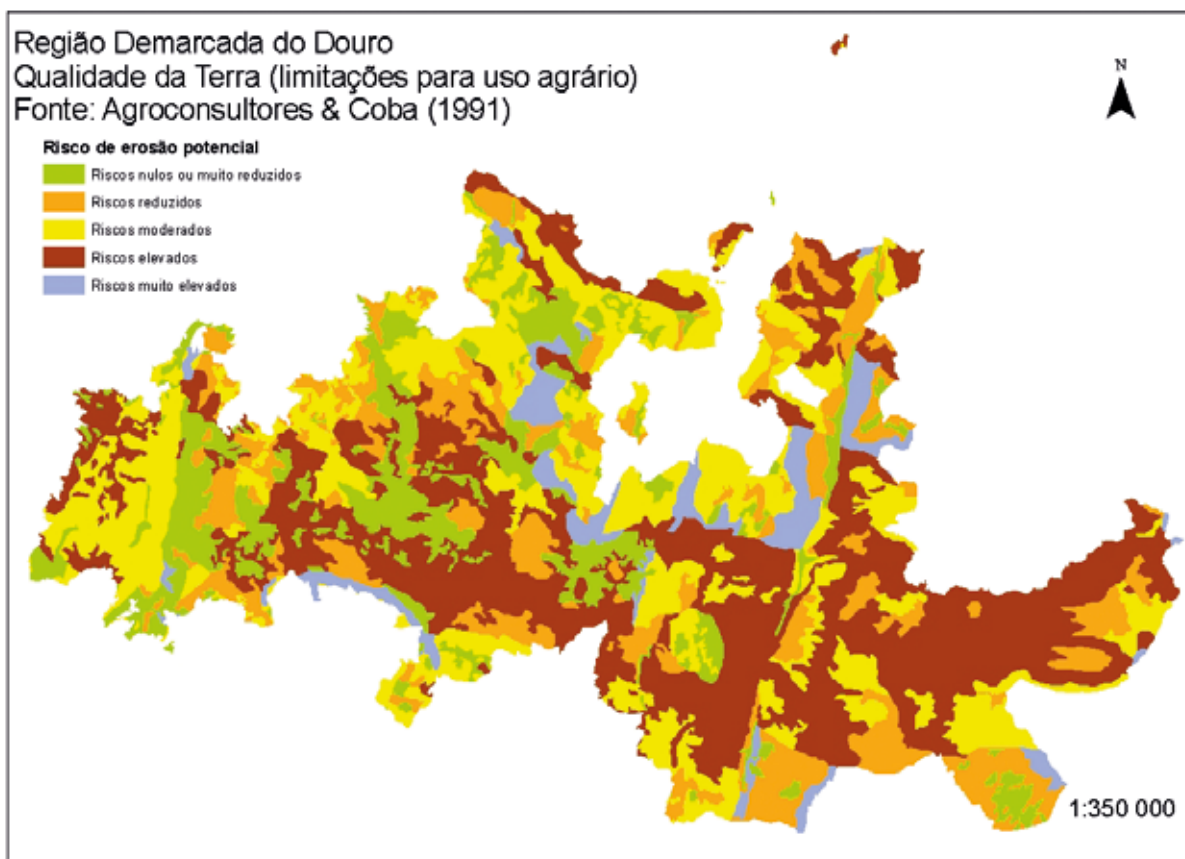 Região Demarcada do Douro
Qualidade da Terra (limitações para uso agrário)
Fonte: Agroconsultores & Coba (1991)
N
Risco de erosão potencial
Riscos nulos ou muito reduzidos
Riscos reduzidos
Riscos moderados
Riscos elevados
Riscos muito elevados
1:350 000